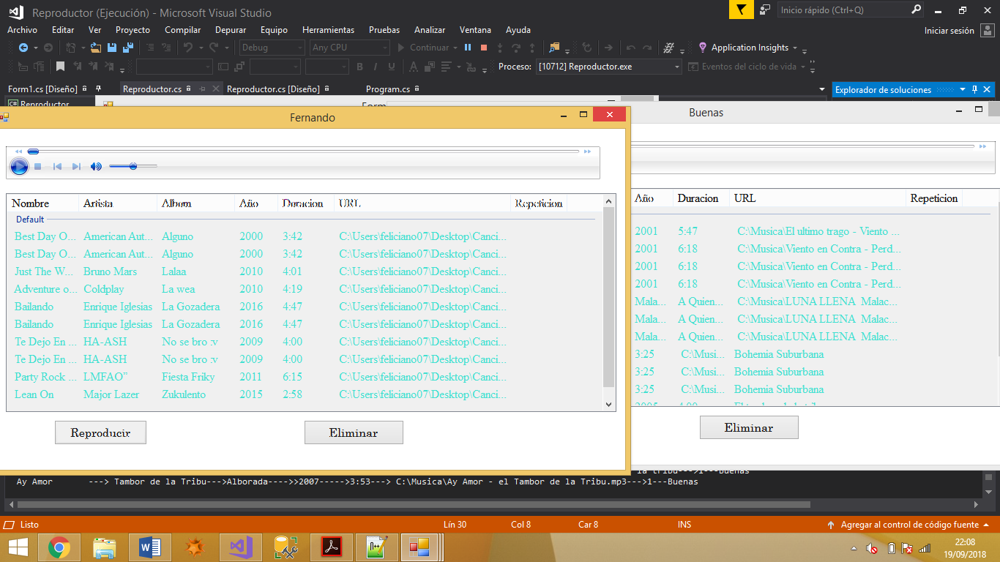 Reproductor (Ejecución) - Microsoft Visual Studio
Inicio rápido (Ctrl+Q)
Archivo Editar Ver Proyecto Compilar Depurar Equipo Herramientas Pruebas Analizar Ventana Ayuda
Iniciar sesión
Debug Any CPU Continuar Application Insights
Proceso: [10712] Reproductor.exe Eventos del ciclo de vida
Form1.cs [Diseño] Reproductor.cs Reproductor.cs [Diseño] Program.cs
Explorador de soluciones
C# Reproductor
Form
Fernando
Nombre Artista Album Año Duracion URL Repeticion
Default
Best Day O... American Aut... Alguno 2000 3:42 C:\Users\feliciano07\Desktop\Canci...
Best Day O... American Aut... Alguno 2000 3:42 C:\Users\feliciano07\Desktop\Canci...
Just The W... Bruno Mars Lalaa 2010 4:01 C:\Users\feliciano07\Desktop\Canci...
Adventure o... Coldplay La wea 2010 4:19 C:\Users\feliciano07\Desktop\Canci...
Bailando Enrique Iglesias La Gozadera 2016 4:47 C:\Users\feliciano07\Desktop\Canci...
Bailando Enrique Iglesias La Gozadera 2016 4:47 C:\Users\feliciano07\Desktop\Canci...
Te Dejo En ... HA-ASH No se bro :v 2009 4:00 C:\Users\feliciano07\Desktop\Canci...
Te Dejo En ... HA-ASH No se bro :v 2009 4:00 C:\Users\feliciano07\Desktop\Canci...
Party Rock ... LMFAO" Fiesta Friky 2011 6:15 C:\Users\feliciano07\Desktop\Canci...
Lean On Major Lazer Zukulento 2015 2:58 C:\Users\feliciano07\Desktop\Canci...
Reproducir
Eliminar
Buenas
Año Duracion URL Repeticion
2001 5:47 C:\Musica\El ultimo trago - Viento ...
2001 6:18 C:\Musica\Viento en Contra - Perd...
2001 6:18 C:\Musica\Viento en Contra - Perd...
2001 6:18 C:\Musica\Viento en Contra - Perd...
Mala... A Quien... C:\Musica\LUNA LLENA Malac...
Mala... A Quien... C:\Musica\LUNA LLENA Malac...
Mala... A Quien... C:\Musica\LUNA LLENA Malac...
3:25 C:\Musi... Bohemia Suburbana
3:25 C:\Musi... Bohemia Suburbana
3:25 C:\Musi... Bohemia Suburbana
Eliminar
la Tribu--->1---Buenas
Ay Amor ---> Tambor de la Tribu--->Alborada---->>2007----->3:53---> C:\Musica\Ay Amor - el Tambor de la Tribu.mp3--->1---Buenas
Listo Lín 30 Col 8 Car 8 INS Agregar al control de código fuente
22:08
19/09/2018